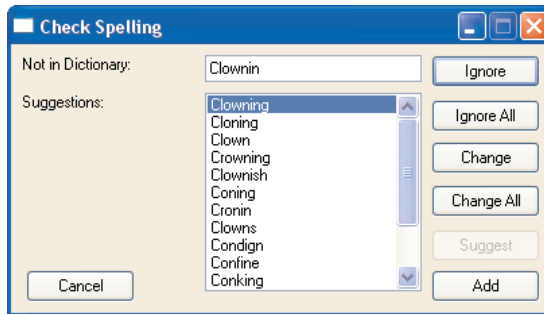 Check Spelling
Not in Dictionary:
Clownin
Ignore
Suggestions:
Clowning
Cloning
Clown
Crowning
Clownish
Coning
Cronin
Clowns
Condign
Confine
Conking
Ignore All
Change
Change All
Suggest
Add
Cancel